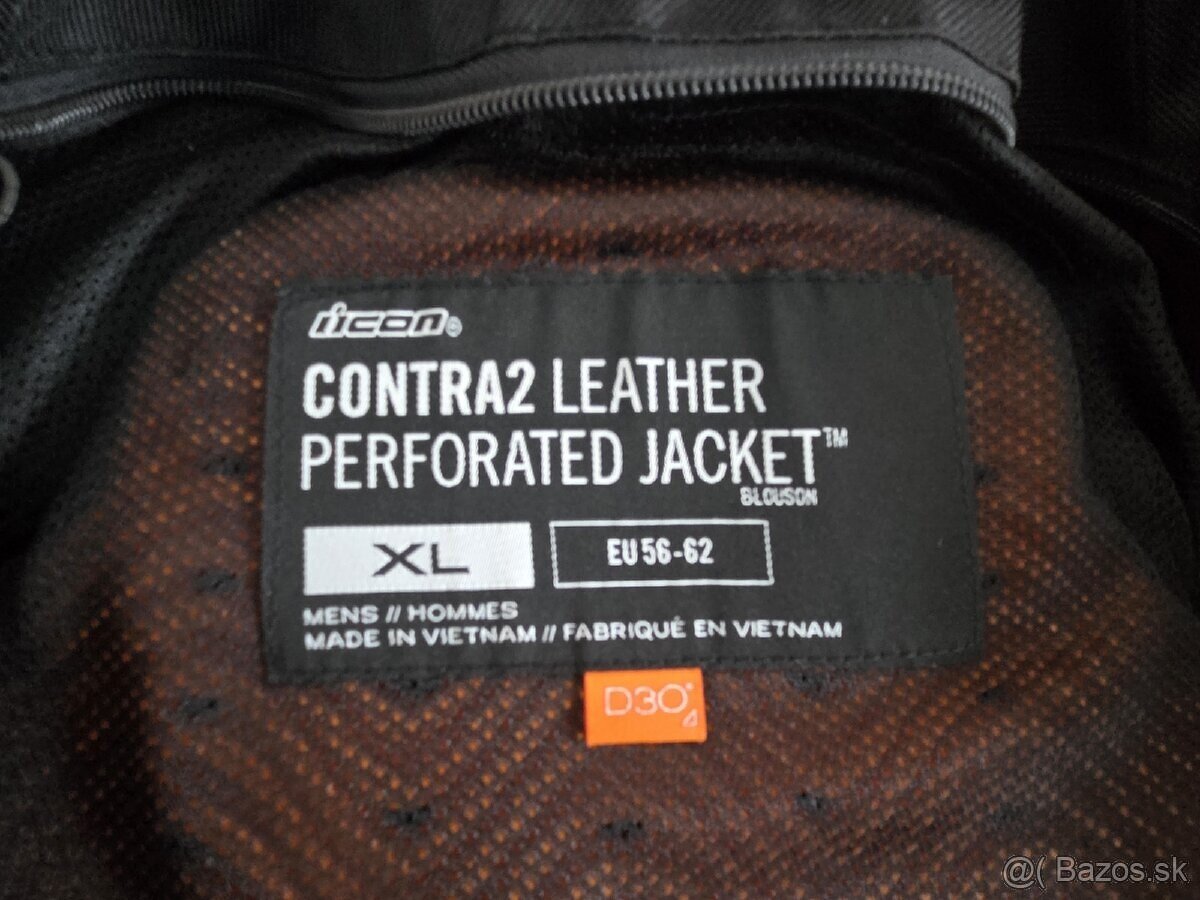 icon®
CONTRA2 LEATHER
PERFORATED JACKET™
BLOUSON
XL
EU 56-62
MENS // HOMMES
MADE IN VIETNAM // FABRIQUÉ EN VIETNAM
D3O®
@( Bazos.sk